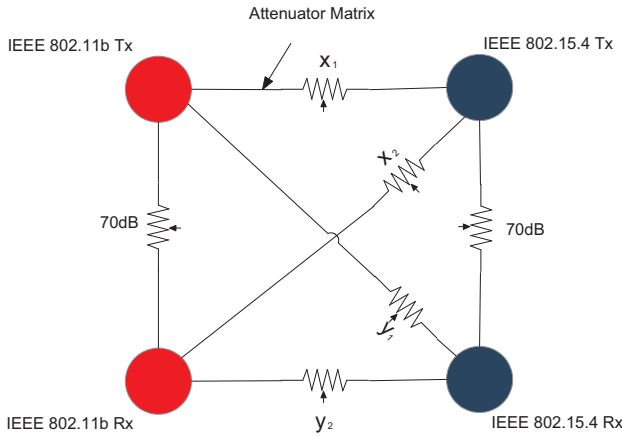 Attenuator Matrix
IEEE 802.11b Tx
IEEE 802.15.4 Tx
x₁
x₂
70dB
70dB
y₁
y₂
IEEE 802.11b Rx
IEEE 802.15.4 Rx